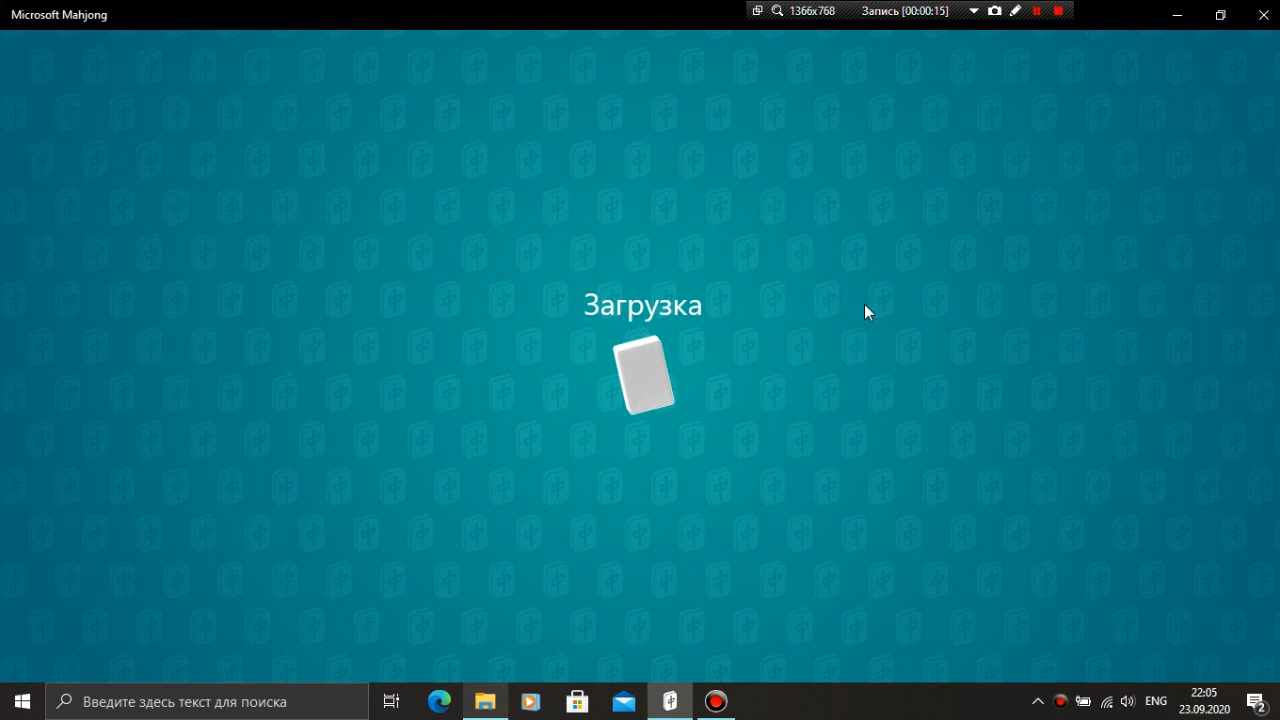 Microsoft Mahjong
1366x768
Запись [00:00:15]
Загрузка
Введите здесь текст для поиска
ENG
22:05
23.09.2020
2